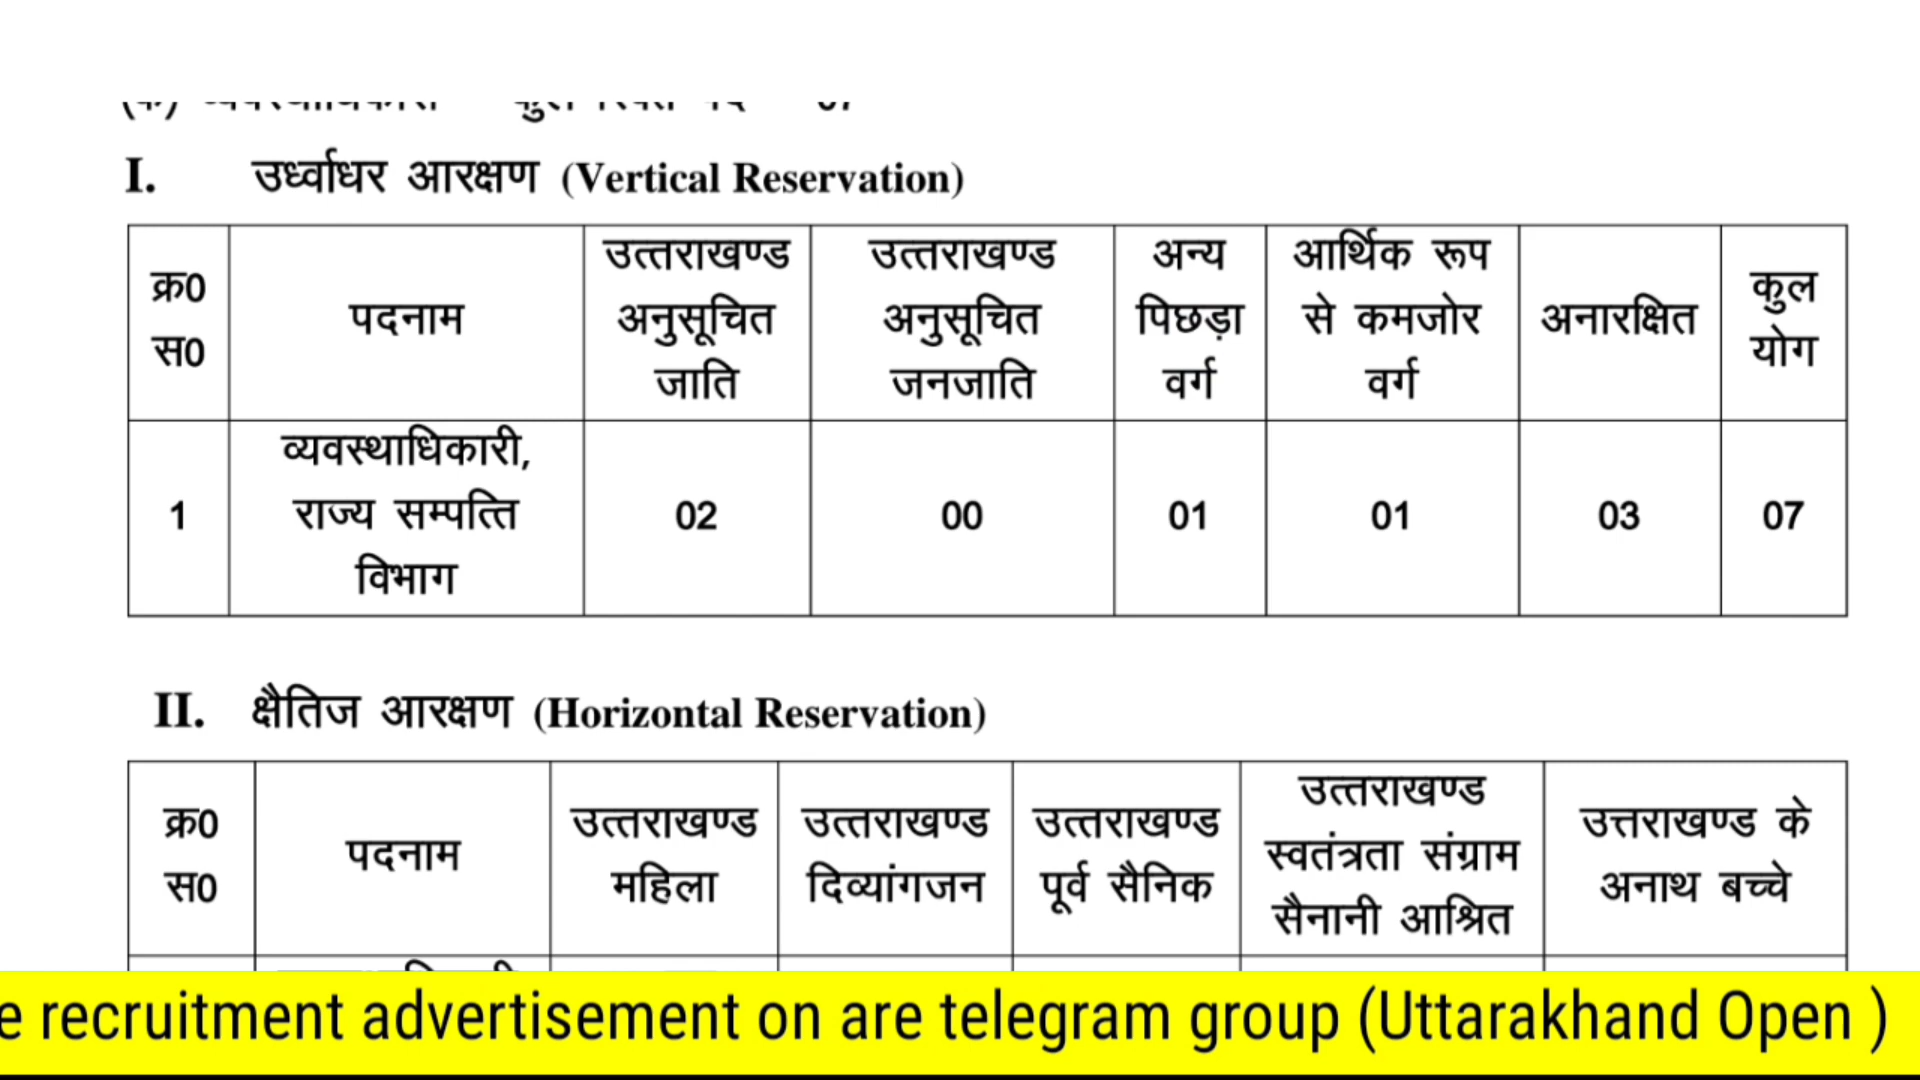 I. उर्ध्वाधर आरक्षण (Vertical Reservation)
क्र0 स0 पदनाम उत्तराखण्ड अनुसूचित जाति उत्तराखण्ड अनुसूचित जनजाति अन्य पिछड़ा वर्ग आर्थिक रूप से कमजोर वर्ग अनारक्षित कुल योग
1 व्यवस्थाधिकारी, राज्य सम्पत्ति विभाग 02 00 01 01 03 07
II. क्षैतिज आरक्षण (Horizontal Reservation)
क्र0 स0 पदनाम उत्तराखण्ड महिला उत्तराखण्ड दिव्यांगजन उत्तराखण्ड पूर्व सैनिक उत्तराखण्ड स्वतंत्रता संग्राम सैनानी आश्रित उत्तराखण्ड के अनाथ बच्चे
e recruitment advertisement on are telegram group (Uttarakhand Open )